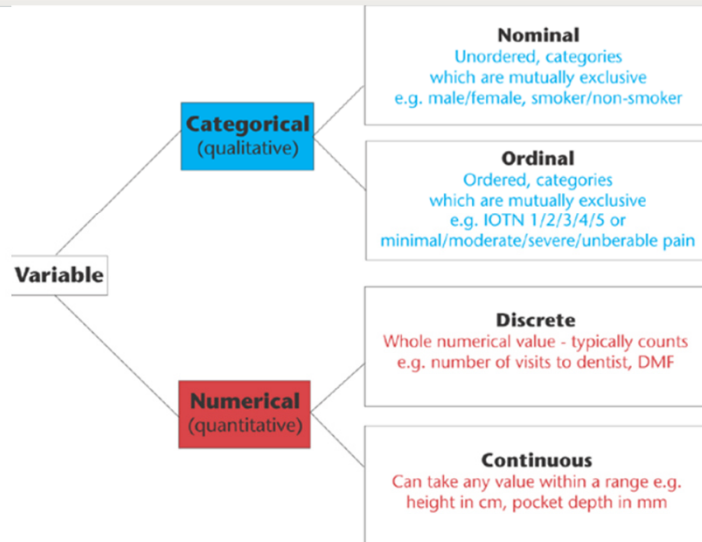 Nominal
Unordered, categories
which are mutually exclusive
e.g. male/female, smoker/non-smoker
Categorical
(qualitative)
Ordinal
Ordered, categories
which are mutually exclusive
e.g. IOTN 1/2/3/4/5 or
minimal/moderate/severe/unberable pain
Variable
Discrete
Whole numerical value - typically counts
e.g. number of visits to dentist, DMF
Numerical
(quantitative)
Continuous
Can take any value within a range e.g.
height in cm, pocket depth in mm